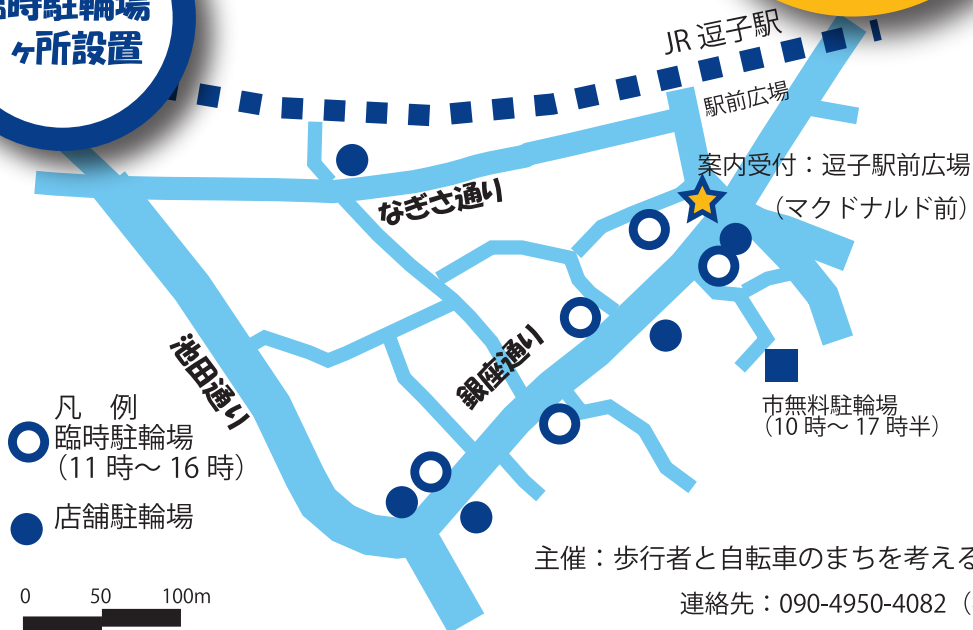 臨時駐輪場
ヶ所設置
JR 逗子駅
駅前広場
案内受付：逗子駅前広場
（マクドナルド前）
なぎさ通り
銀座通り
池田通り
市無料駐輪場
（10 時～ 17 時半）
凡　例
臨時駐輪場
（11 時～ 16 時）
店舗駐輪場
0 50 100m
主催：歩行者と自転車のまちを考える
連絡先：090-4950-4082（